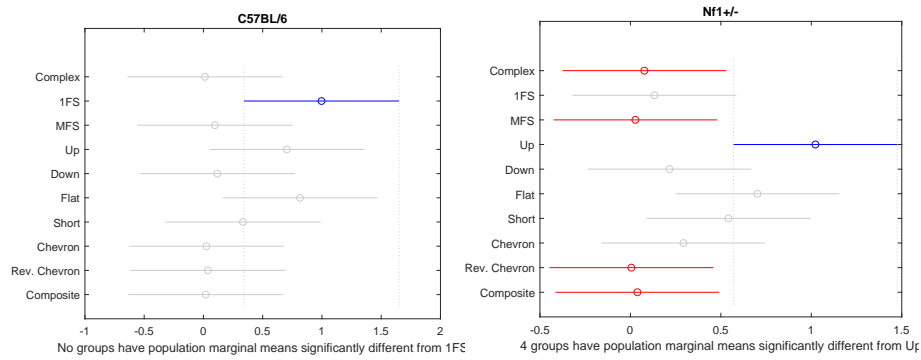 C57BL/6
Complex
1FS
MFS
Up
Down
Flat
Short
Chevron
Rev. Chevron
Composite
-1 -0.5 0 0.5 1 1.5 2
No groups have population marginal means significantly different from 1FS
Nf1+/-
Complex
1FS
MFS
Up
Down
Flat
Short
Chevron
Rev. Chevron
Composite
-0.5 0 0.5 1 1.5
4 groups have population marginal means significantly different from Up